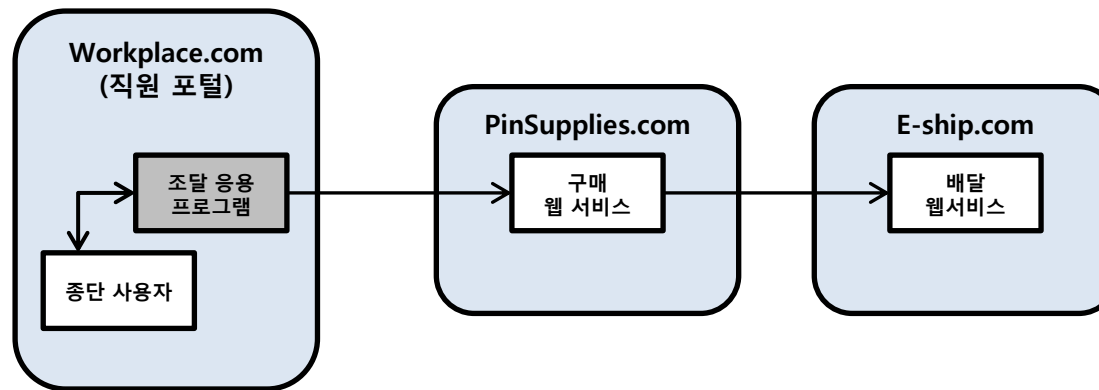 Workplace.com
(직원 포털)
조달 응용
프로그램
종단 사용자
PinSupplies.com
구매
웹 서비스
E-ship.com
배달
웹서비스